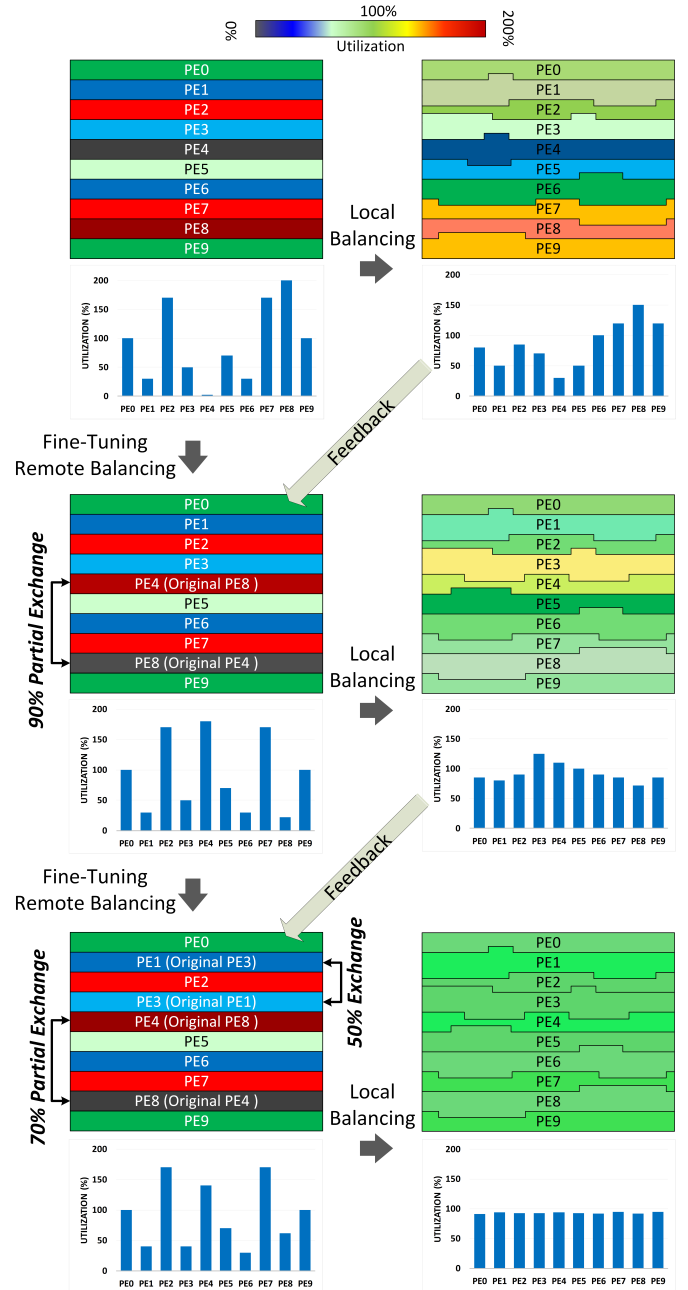 0%
100%
200%
Utilization
PE0
PE1
PE2
PE3
PE4
PE5
PE6
PE7
PE8
PE9
Local
Balancing
PE0
PE1
PE2
PE3
PE4
PE5
PE6
PE7
PE8
PE9
UTILIZATION (%)
200
150
100
50
0
PE0 PE1 PE2 PE3 PE4 PE5 PE6 PE7 PE8 PE9
UTILIZATION (%)
200
150
100
50
0
PE0 PE1 PE2 PE3 PE4 PE5 PE6 PE7 PE8 PE9
Feedback
Fine-Tuning
Remote Balancing
90% Partial Exchange
PE0
PE1
PE2
PE3
PE4 (Original PE8 )
PE5
PE6
PE7
PE8 (Original PE4 )
PE9
Local
Balancing
PE0
PE1
PE2
PE3
PE4
PE5
PE6
PE7
PE8
PE9
UTILIZATION (%)
200
150
100
50
0
PE0 PE1 PE2 PE3 PE4 PE5 PE6 PE7 PE8 PE9
UTILIZATION (%)
200
150
100
50
0
PE0 PE1 PE2 PE3 PE4 PE5 PE6 PE7 PE8 PE9
Feedback
Fine-Tuning
Remote Balancing
70% Partial Exchange
PE0
PE1 (Original PE3)
PE2
PE3 (Original PE1)
PE4 (Original PE8 )
PE5
PE6
PE7
PE8 (Original PE4 )
PE9
50% Exchange
Local
Balancing
PE0
PE1
PE2
PE3
PE4
PE5
PE6
PE7
PE8
PE9
UTILIZATION (%)
200
150
100
50
0
PE0 PE1 PE2 PE3 PE4 PE5 PE6 PE7 PE8 PE9
UTILIZATION (%)
200
150
100
50
0
PE0 PE1 PE2 PE3 PE4 PE5 PE6 PE7 PE8 PE9